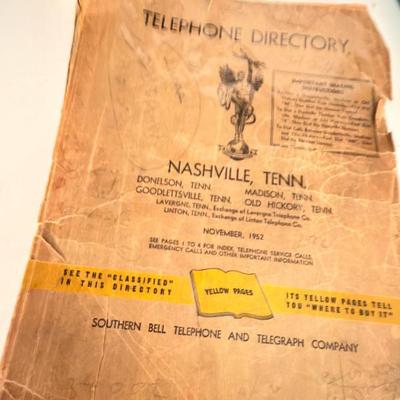 TELEPHONE DIRECTORY
IMPORTANT DIALING
INSTRUCTIONS
NASHVILLE, TENN.
DONELSON, TENN. MADISON, TENN.
GOODLETTSVILLE, TENN. OLD HICKORY, TENN.
LAVERGNE, TENN., Exchange of Lavergne Telephone Co.
LINTON, TENN., Exchange of Linton Telephone Co.
NOVEMBER, 1952
SEE PAGES 1 TO 4 FOR INDEX, TELEPHONE SERVICE CALLS,
EMERGENCY CALLS AND OTHER IMPORTANT INFORMATION
SEE THE "CLASSIFIED"
IN THIS DIRECTORY
YELLOW PAGES
ITS YELLOW PAGES TELL
YOU "WHERE TO BUY IT"
SOUTHERN BELL TELEPHONE AND TELEGRAPH COMPANY